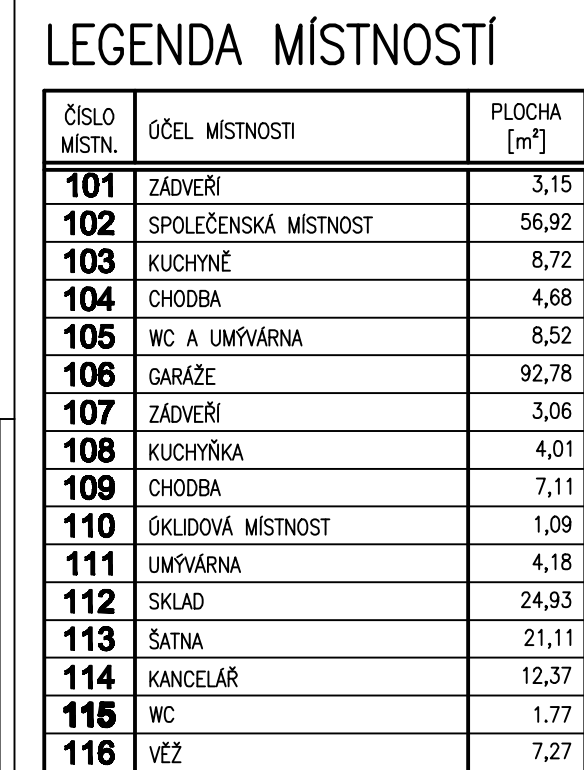 LEGENDA MÍSTNOSTÍ
ČÍSLO MÍSTN. ÚČEL MÍSTNOSTI PLOCHA [m²]
101 ZÁDVEŘÍ 3,15
102 SPOLEČENSKÁ MÍSTNOST 56,92
103 KUCHYNĚ 8,72
104 CHODBA 4,68
105 WC A UMÝVÁRNA 8,52
106 GARÁŽE 92,78
107 ZÁDVEŘÍ 3,06
108 KUCHYŇKA 4,01
109 CHODBA 7,11
110 ÚKLIDOVÁ MÍSTNOST 1,09
111 UMÝVÁRNA 4,18
112 SKLAD 24,93
113 ŠATNA 21,11
114 KANCELÁŘ 12,37
115 WC 1.77
116 VĚŽ 7,27